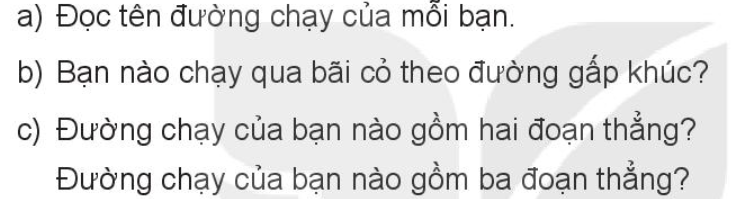 a) Đọc tên đường chạy của mỗi bạn.
b) Bạn nào chạy qua bãi cỏ theo đường gấp khúc?
c) Đường chạy của bạn nào gồm hai đoạn thẳng?
Đường chạy của bạn nào gồm ba đoạn thẳng?